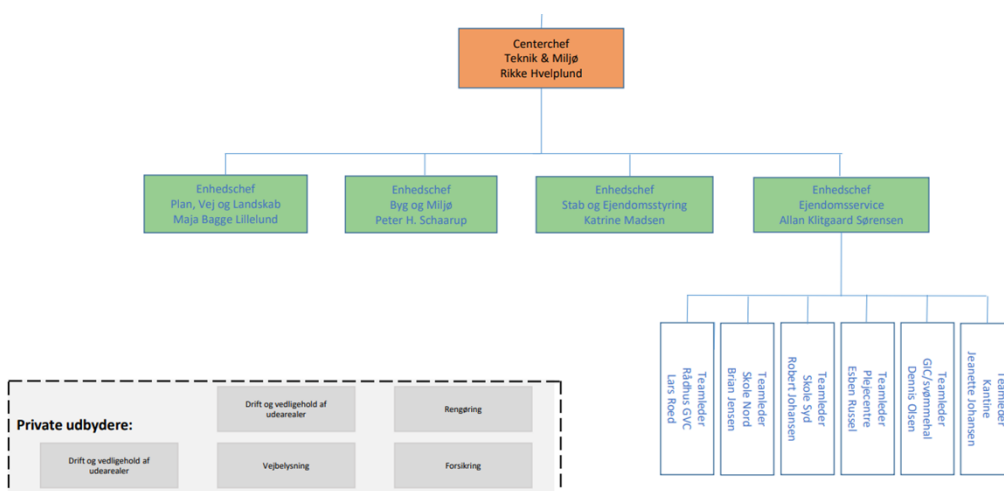 Centerchef
Teknik & Miljø
Rikke Hvelplund
Enhedschef
Plan, Vej og Landskab
Maja Bagge Lillelund
Enhedschef
Byg og Miljø
Peter H. Schaarup
Enhedschef
Stab og Ejendomsstyring
Katrine Madsen
Enhedschef
Ejendomsservice
Allan Klitgaard Sørensen
Teamleder
Rådhus GVC
Lars Roed
Teamleder
Skole Nord
Brian Jensen
Teamleder
Skole Syd
Robert Johansen
Teamleder
Plejecentre
Esben Russel
Teamleder
GiC/svømmehal
Dennis Olsen
Teamleder
Kantine
Jeanette Johansen
Private udbydere:
Drift og vedligehold af
udearealer
Rengøring
Drift og vedligehold af
udearealer
Vejbelysning
Forsikring